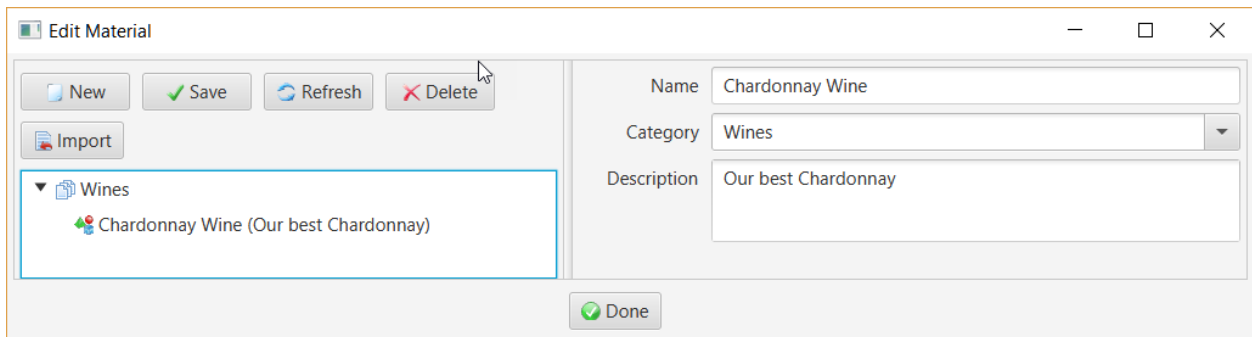 Edit Material
New Save Refresh Delete
Import
Wines
Chardonnay Wine (Our best Chardonnay)
Name Chardonnay Wine
Category Wines
Description Our best Chardonnay
Done